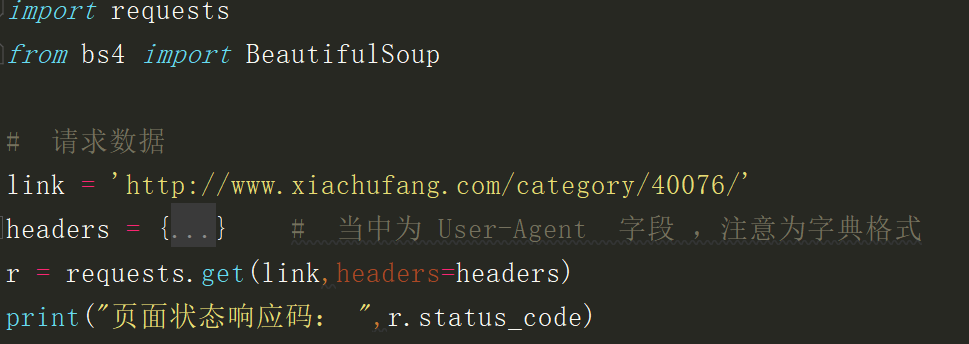 import requests
from bs4 import BeautifulSoup
#  请求数据
link = 'http://www.xiachufang.com/category/40076/'
headers = {...}    #  当中为 User-Agent  字段 ，注意为字典格式
r = requests.get(link,headers=headers)
print("页面状态响应码： ",r.status_code)